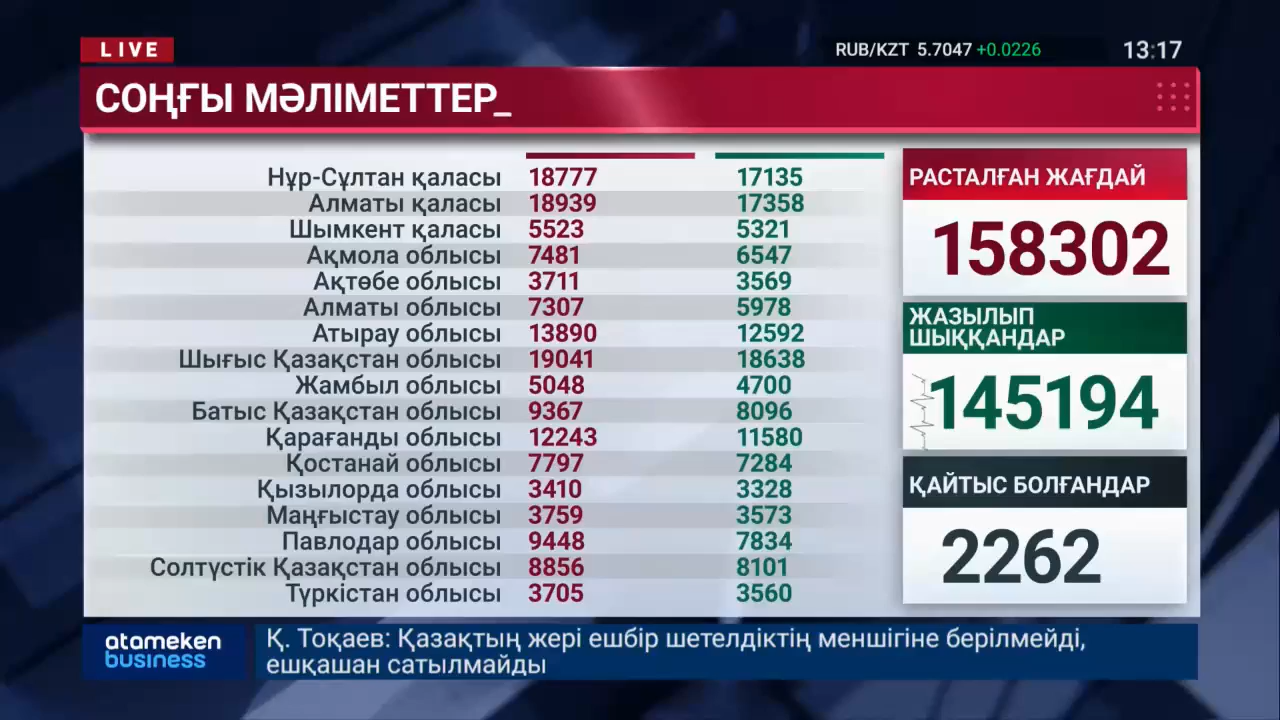 LIVE
RUB/KZT 5.7047 +0.0226
13:17
СОҢҒЫ МӘЛІМЕТТЕР_
Нұр-Сұлтан қаласы 18777 17135
Алматы қаласы 18939 17358
Шымкент қаласы 5523 5321
Ақмола облысы 7481 6547
Ақтөбе облысы 3711 3569
Алматы облысы 7307 5978
Атырау облысы 13890 12592
Шығыс Қазақстан облысы 19041 18638
Жамбыл облысы 5048 4700
Батыс Қазақстан облысы 9367 8096
Қарағанды облысы 12243 11580
Қостанай облысы 7797 7284
Қызылорда облысы 3410 3328
Маңғыстау облысы 3759 3573
Павлодар облысы 9448 7834
Солтүстік Қазақстан облысы 8856 8101
Түркістан облысы 3705 3560
РАСТАЛҒАН ЖАҒДАЙ
158302
ЖАЗЫЛЫП
ШЫҚҚАНДАР
145194
ҚАЙТЫС БОЛҒАНДАР
2262
atameken
business
Қ. Тоқаев: Қазақтың жері ешбір шетелдіктің меншігіне берілмейді,
ешқашан сатылмайды